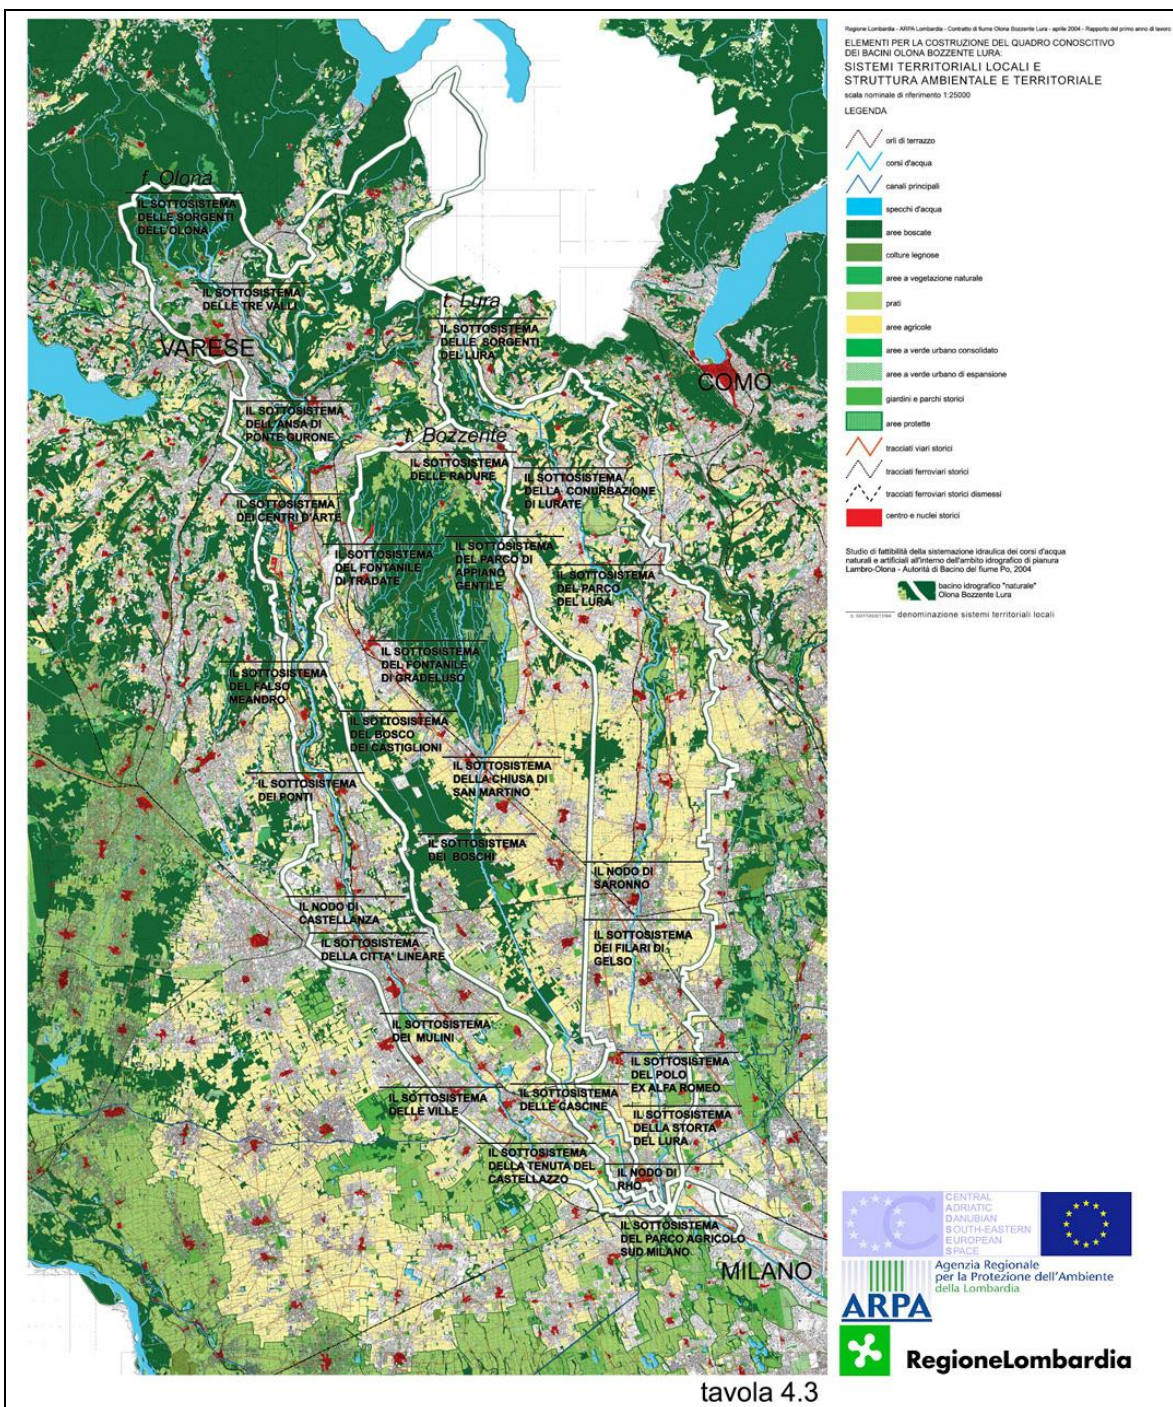 Regione Lombardia - ARPA Lombardia - Contratto di fiume Olona Bozzente Lura - aprile 2004 - Rapporto del primo anno di lavoro
ELEMENTI PER LA COSTRUZIONE DEL QUADRO CONOSCITIVO
DEI BACINI OLONA BOZZENTE LURA:
SISTEMI TERRITORIALI LOCALI E
STRUTTURA AMBIENTALE E TERRITORIALE
scala nominale di riferimento 1:25000
LEGENDA
orli di terrazzo
corsi d'acqua
canali principali
specchi d'acqua
aree boscate
colture legnose
aree a vegetazione naturale
prati
aree agricole
aree a verde urbano consolidato
aree a verde urbano di espansione
giardini e parchi storici
aree protette
tracciati viari storici
tracciati ferroviari storici
tracciati ferroviari storici dismessi
centro e nuclei storici
Studio di fattibilità della sistemazione idraulica dei corsi d'acqua
naturali e artificiali all'interno dell'ambito idrografico di pianura
Lambro-Olona - Autorità di Bacino del fiume Po, 2004
bacino idrografico "naturale"
Olona Bozzente Lura
denominazione sistemi territoriali locali
f. Olona
IL SOTTOSISTEMA
DELLE SORGENTI
DELL'OLONA
IL SOTTOSISTEMA
DELLE TRE VALLI
t. Lura
IL SOTTOSISTEMA
DELLE SORGENTI
DEL LURA
VARESE
COMO
IL SOTTOSISTEMA
DELL'ANSA DI
PONTE GURONE
t. Bozzente
IL SOTTOSISTEMA
DELLE RADURE
IL SOTTOSISTEMA
DELLA CONURBAZIONE
DI LURATE
IL SOTTOSISTEMA
DEI CENTRI D'ARTE
IL SOTTOSISTEMA
DEL FONTANILE
DI TRADATE
IL SOTTOSISTEMA
DEL PARCO DI
APPIANO
GENTILE
IL SOTTOSISTEMA
DEL PARCO
DEL LURA
IL SOTTOSISTEMA
DEL FONTANILE
DI GRADELUSO
IL SOTTOSISTEMA
DEL FALSO
MEANDRO
IL SOTTOSISTEMA
DEL BOSCO
DEI CASTIGLIONI
IL SOTTOSISTEMA
DELLA CHIUSA DI
SAN MARTINO
IL SOTTOSISTEMA
DEI PONTI
IL SOTTOSISTEMA
DEI BOSCHI
IL NODO DI
SARONNO
IL NODO DI
CASTELLANZA
IL SOTTOSISTEMA
DEI FILARI DI
GELSO
IL SOTTOSISTEMA
DELLA CITTA' LINEARE
IL SOTTOSISTEMA
DEI MULINI
IL SOTTOSISTEMA
DEL POLO
EX ALFA ROMEO
IL SOTTOSISTEMA
DELLE VILLE
IL SOTTOSISTEMA
DELLE CASCINE
IL SOTTOSISTEMA
DELLA STORTA
DEL LURA
IL SOTTOSISTEMA
DELLA TENUTA DEL
CASTELLAZZO
IL NODO DI
RHO
IL SOTTOSISTEMA
DEL PARCO AGRICOLO
SUD MILANO
MILANO
CENTRAL
ADRIATIC
DANUBIAN
SOUTH-EASTERN
EUROPEAN
SPACE
ARPA
Agenzia Regionale
per la Protezione dell'Ambiente
della Lombardia
RegioneLombardia
tavola 4.3